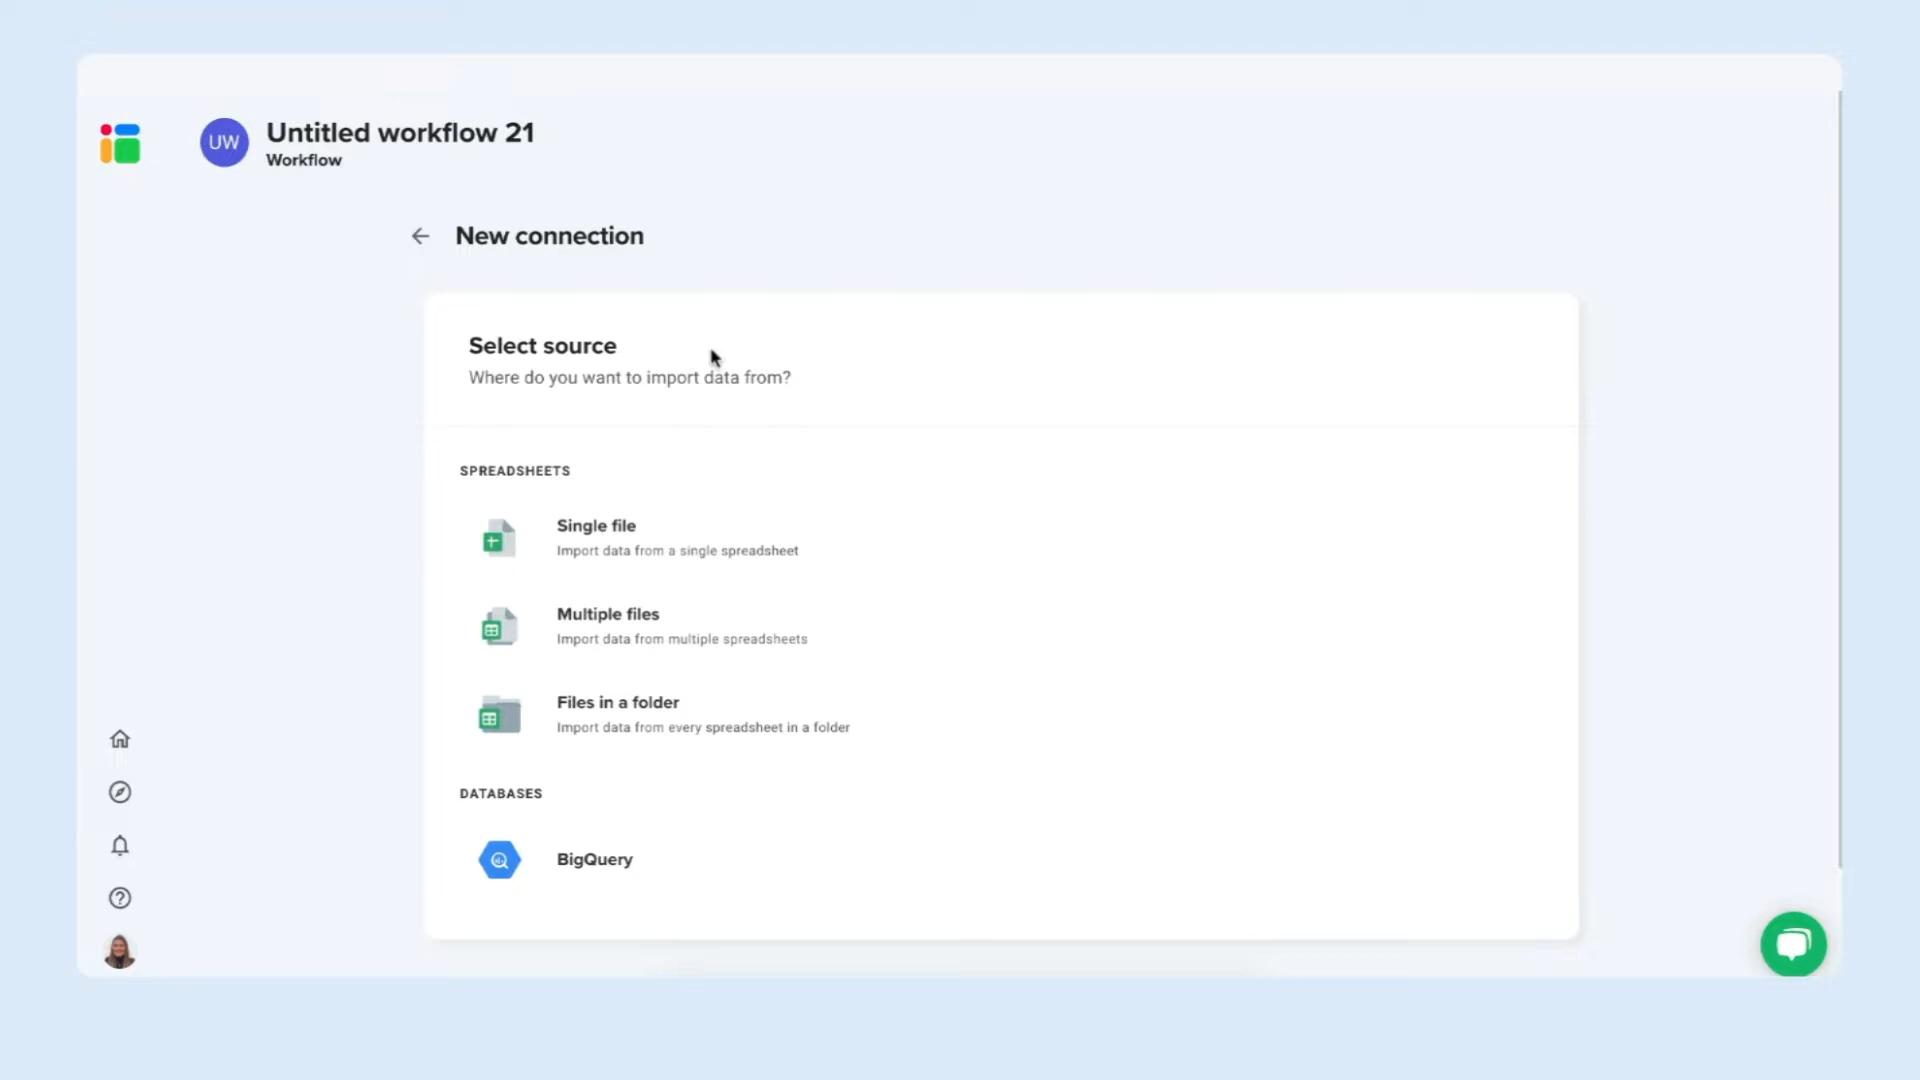 UW
Untitled workflow 21
Workflow
New connection
Select source
Where do you want to import data from?
SPREADSHEETS
Single file
Import data from a single spreadsheet
Multiple files
Import data from multiple spreadsheets
Files in a folder
Import data from every spreadsheet in a folder
DATABASES
BigQuery